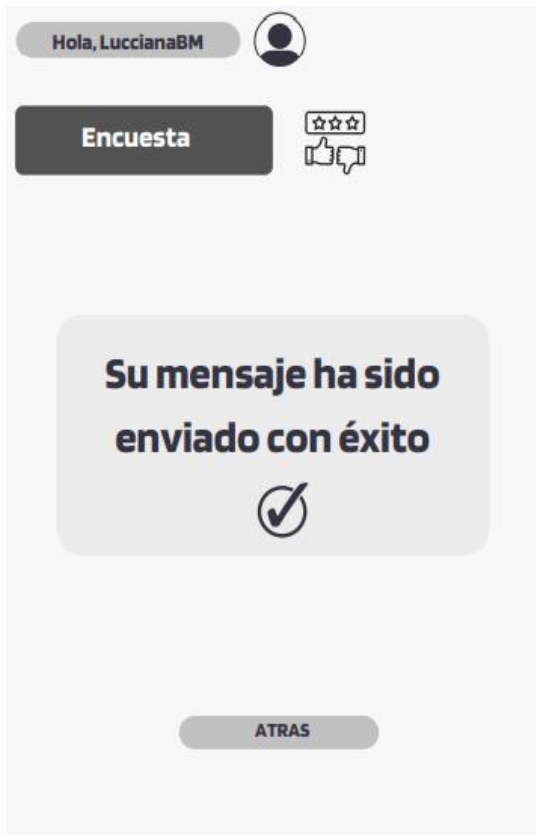 Hola, LuccianaBM
Encuesta
Su mensaje ha sido
enviado con éxito
ATRAS